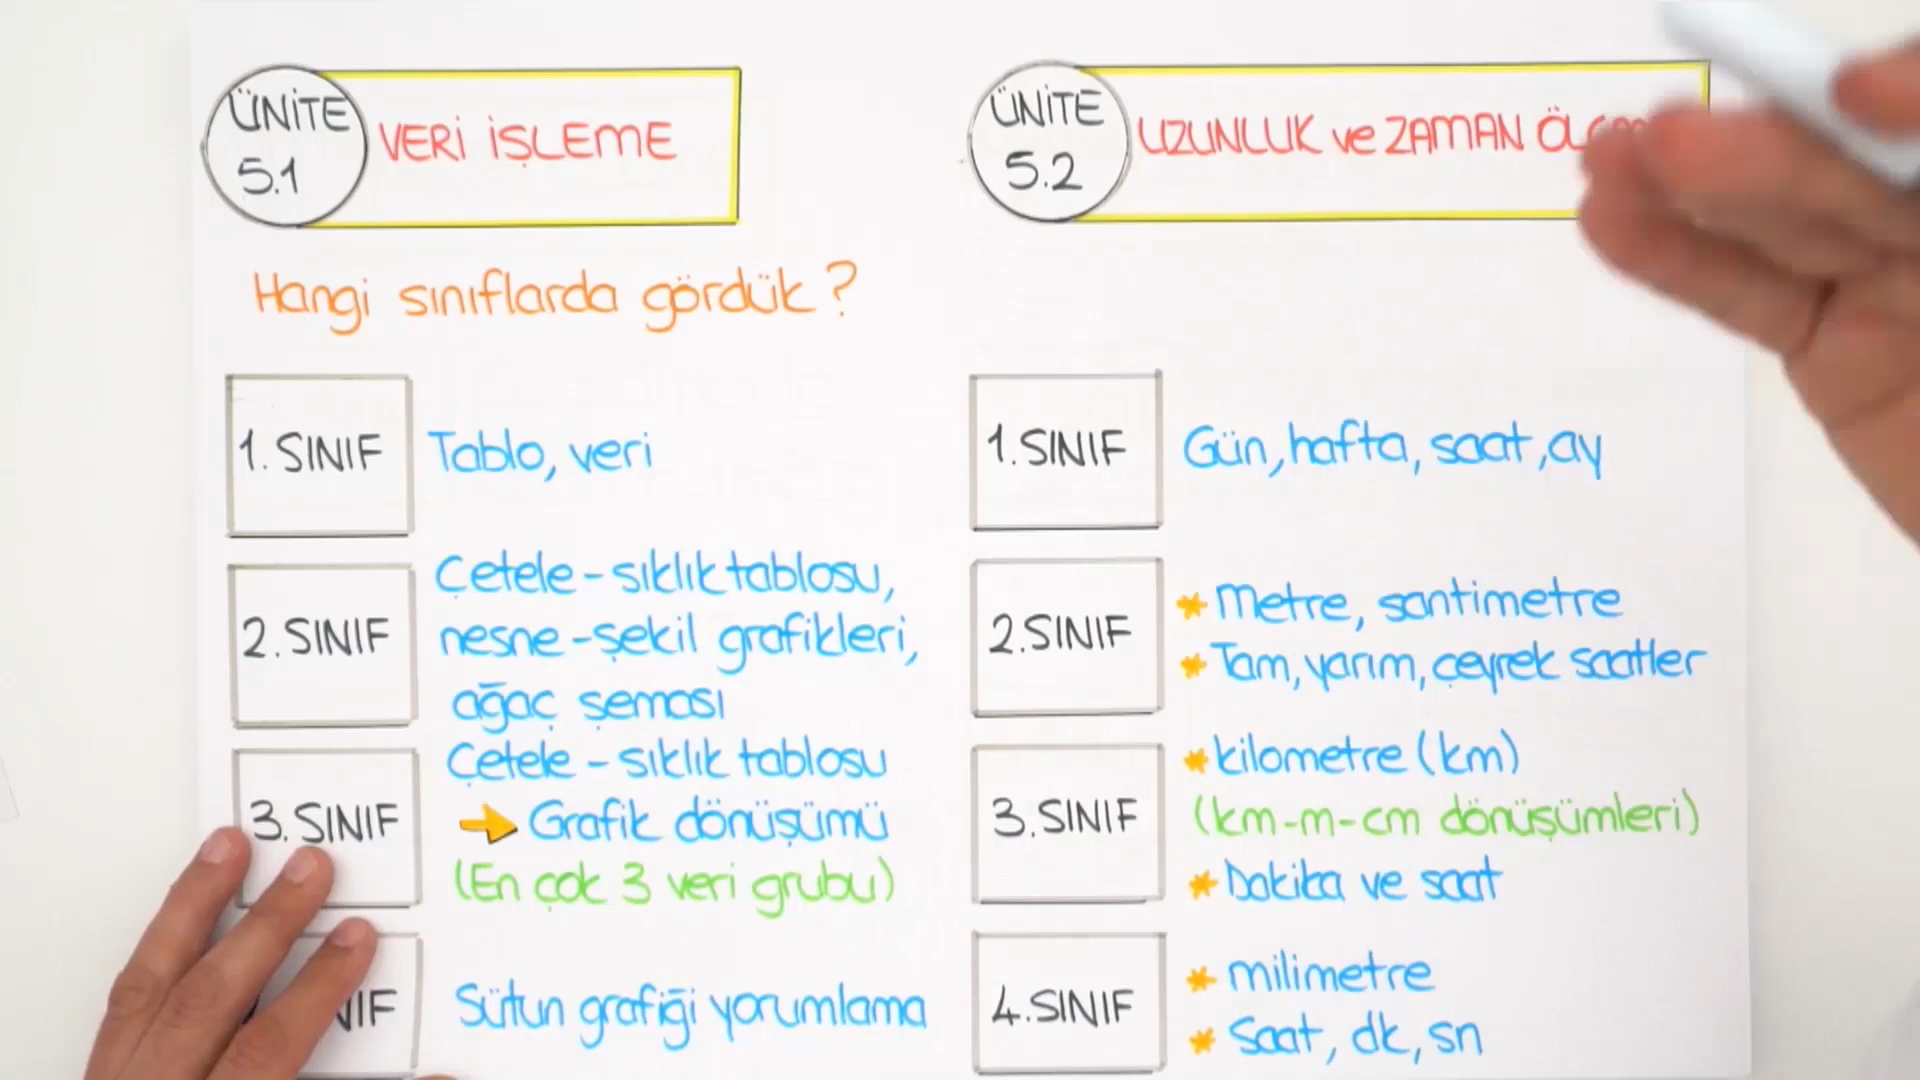 ÜNİTE
5.1
VERİ İŞLEME
Hangi sınıflarda gördük?
1. SINIF
Tablo, veri
2. SINIF
Çetele-sıklık tablosu,
nesne-şekil grafikleri,
ağaç şeması
3. SINIF
Çetele-sıklık tablosu
Grafik dönüşümü
(En çok 3 veri grubu)
Sütun grafiği yorumlama
ÜNİTE
5.2
UZUNLUK ve ZAMAN
1. SINIF
Gün, hafta, saat, ay
2. SINIF
* Metre, santimetre
* Tam, yarım, çeyrek saatler
3. SINIF
* kilometre (km)
(km-m-cm dönüşümleri)
* Dakika ve saat
4. SINIF
* milimetre
* Saat, dk, sn